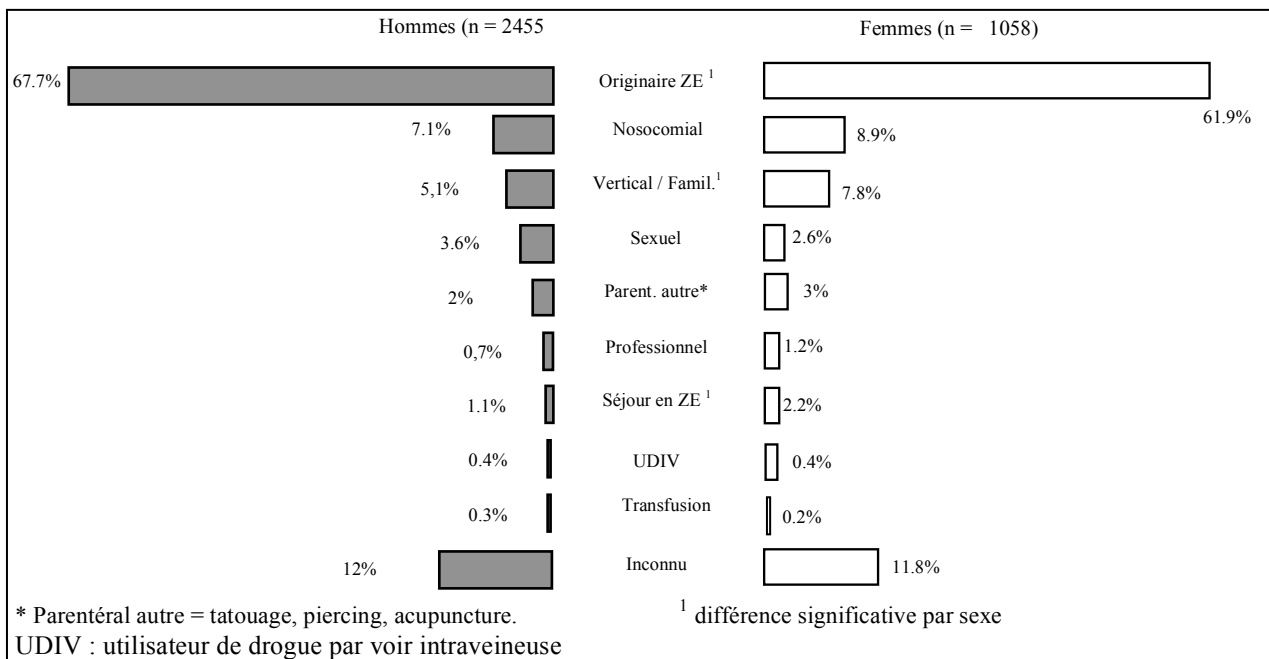 Hommes (n = 2455 Femmes (n = 1058)
67.7% Originaire ZE 1 61.9%
7.1% Nosocomial 8.9%
5,1% Vertical / Famil.1 7.8%
3.6% Sexuel 2.6%
2% Parent. autre* 3%
0,7% Professionnel 1.2%
1.1% Séjour en ZE 1 2.2%
0.4% UDIV 0.4%
0.3% Transfusion 0.2%
12% Inconnu 11.8%
* Parentéral autre = tatouage, piercing, acupuncture. 1 différence significative par sexe
UDIV : utilisateur de drogue par voir intraveineuse